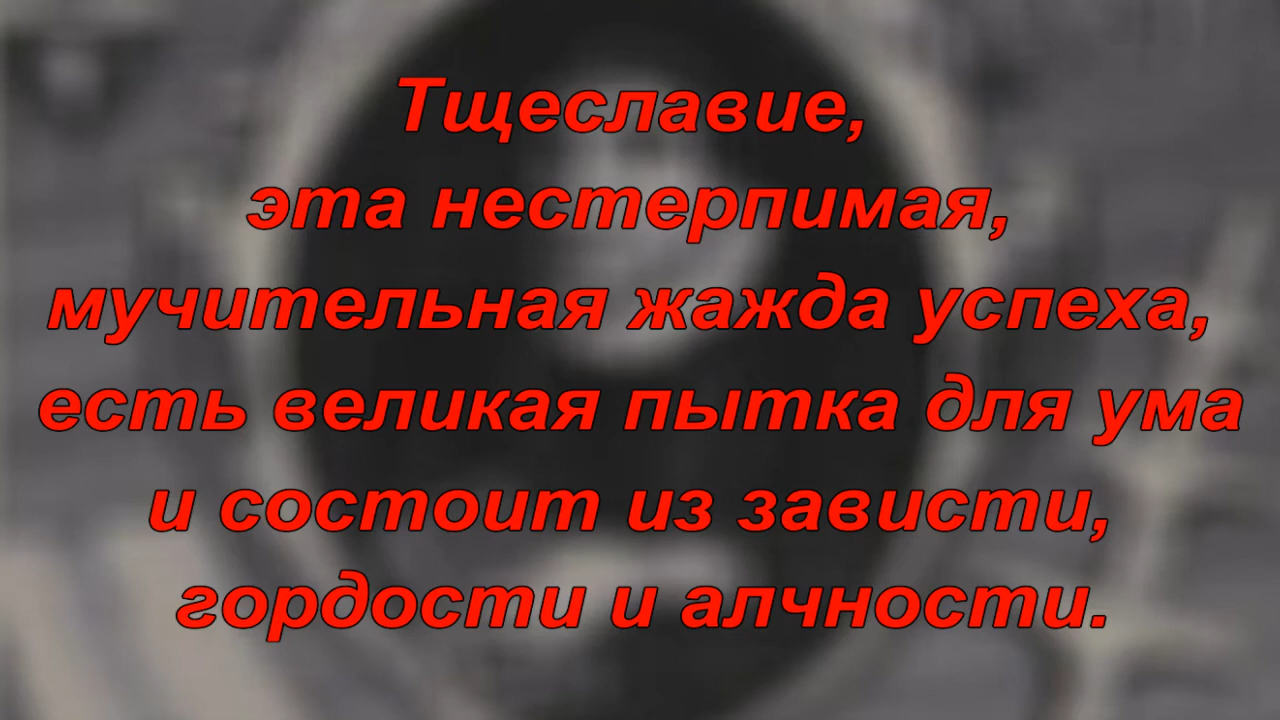 Тщеславие,
эта нестерпимая,
мучительная жажда успеха,
есть великая пытка для ума
и состоит из зависти,
гордости и алчности.